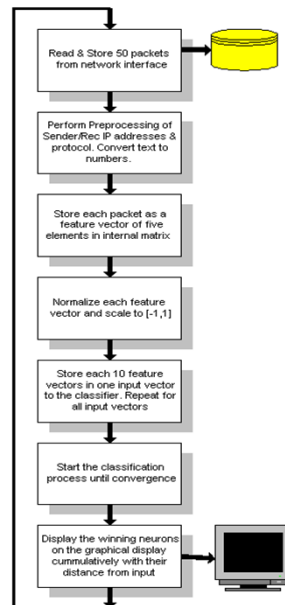 Read & Store 50 packets
from network interface
Perform Preprocessing of
Sender/Rec IP addresses &
protocol. Convert text to
numbers.
Store each packet as a
feature vector of five
elements in internal matrix
Normalize each feature
vector and scale to [-1,1]
Store each 10 feature
vectors in one input vector
to the classifier. Repeat for
all input vectors
Start the classification
process until convergence
Display the winning neurons
on the graphical display
cummulatively with their
distance from input